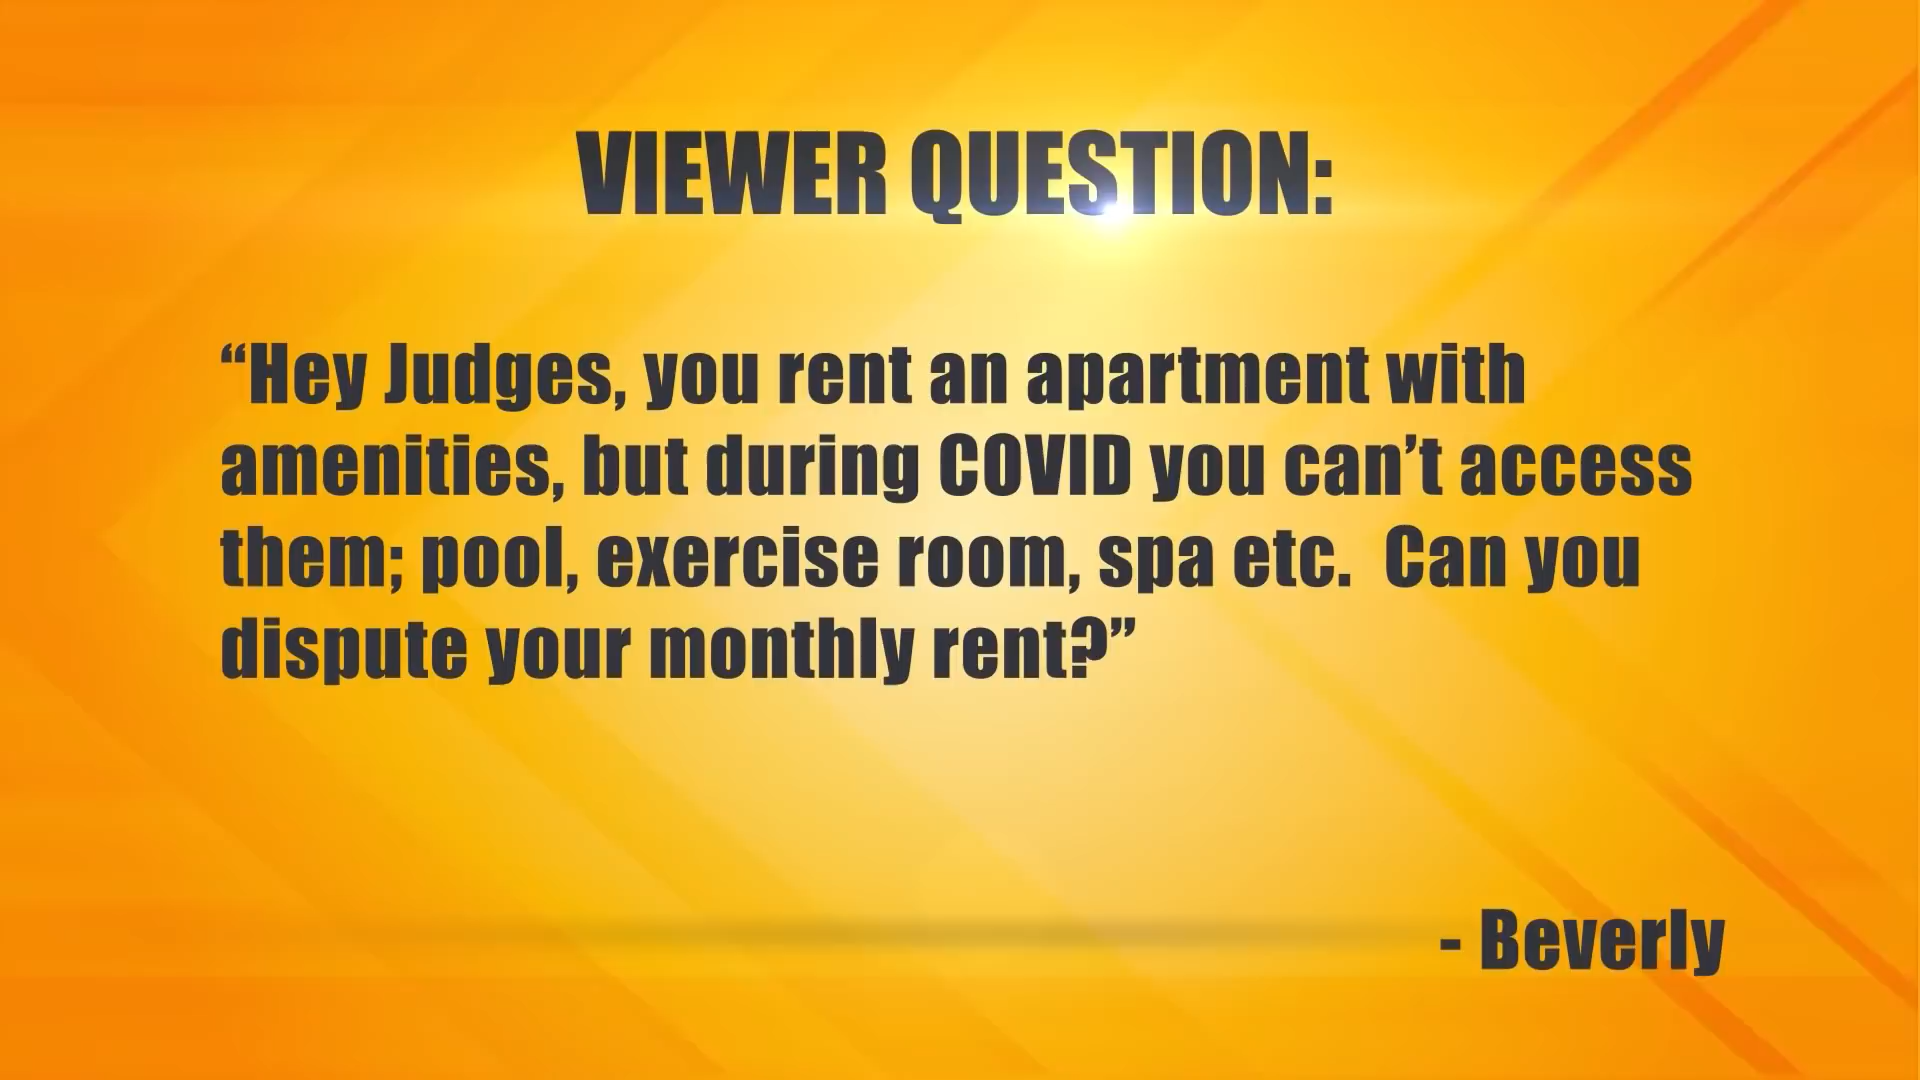 VIEWER QUESTION:
“Hey Judges, you rent an apartment with
amenities, but during COVID you can’t access
them; pool, exercise room, spa etc.  Can you
dispute your monthly rent?”
- Beverly